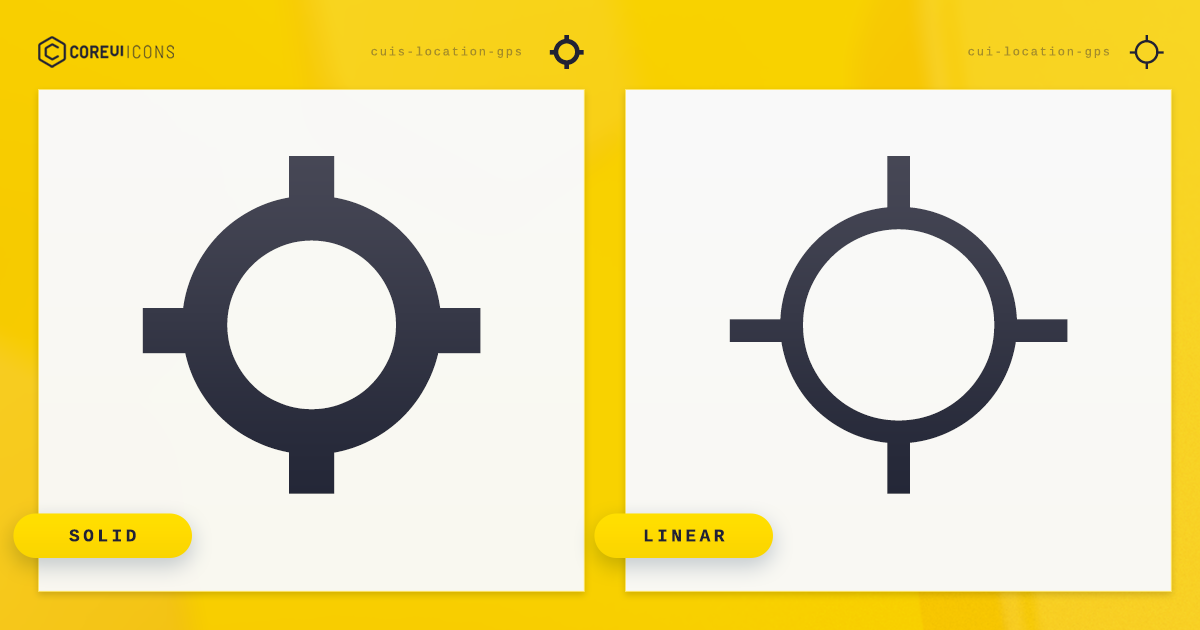 COREUI ICONS
cuis-location-gps
cui-location-gps
SOLID
LINEAR